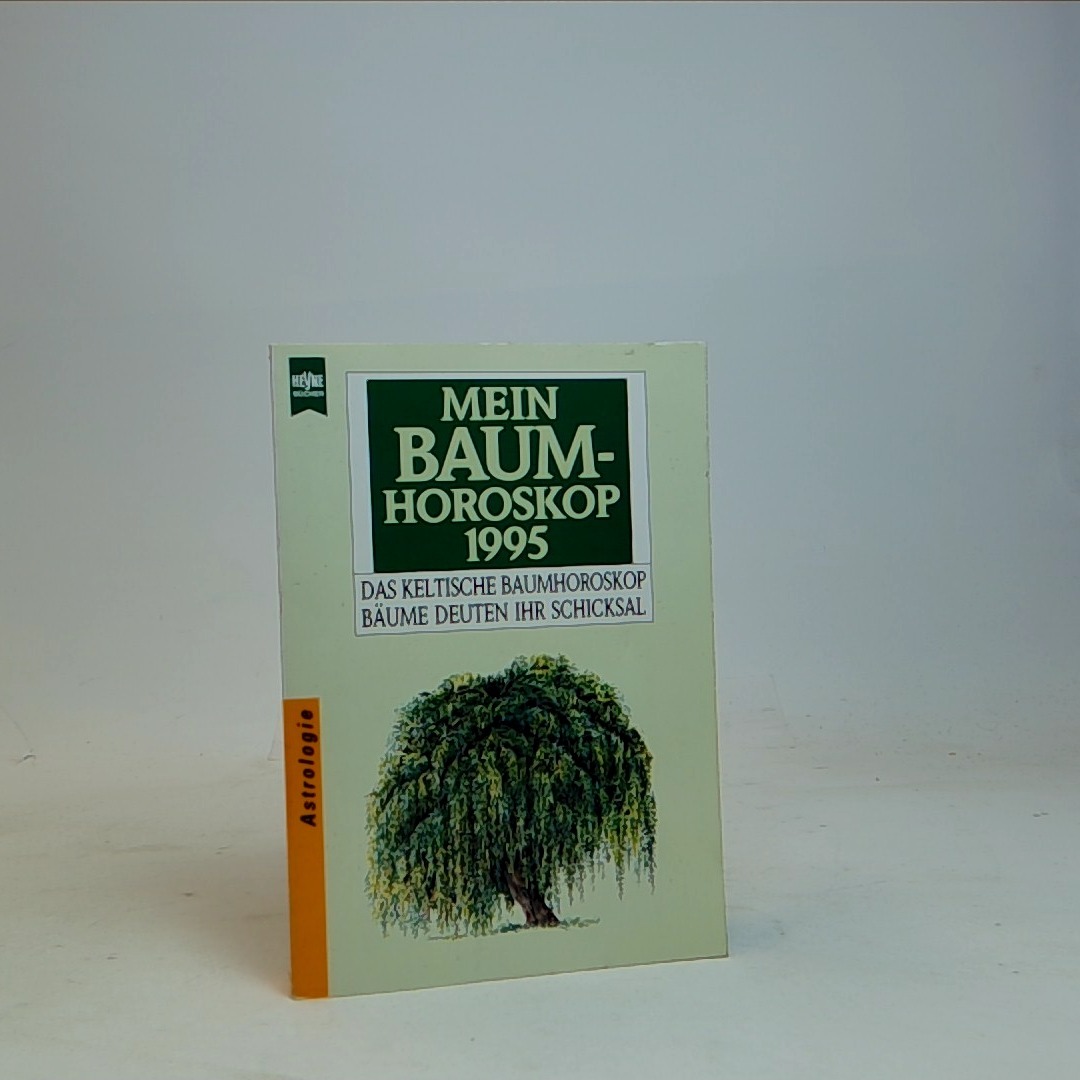 HEYNE
BÜCHER
MEIN
BAUM-
HOROSKOP
1995
DAS KELTISCHE BAUMHOROSKOP
BÄUME DEUTEN IHR SCHICKSAL
Astrologie